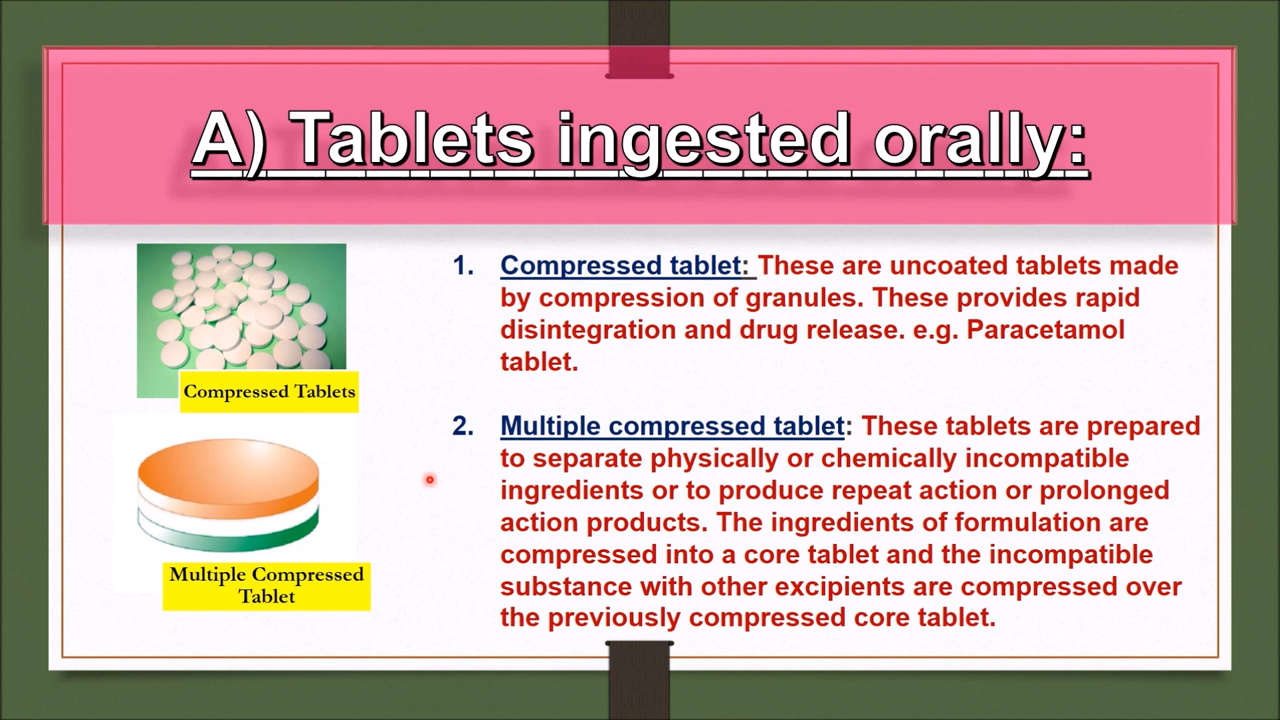 A) Tablets ingested orally:
Compressed Tablets
Multiple Compressed
Tablet
1. Compressed tablet: These are uncoated tablets made
by compression of granules. These provides rapid
disintegration and drug release. e.g. Paracetamol
tablet.
2. Multiple compressed tablet: These tablets are prepared
to separate physically or chemically incompatible
ingredients or to produce repeat action or prolonged
action products. The ingredients of formulation are
compressed into a core tablet and the incompatible
substance with other excipients are compressed over
the previously compressed core tablet.